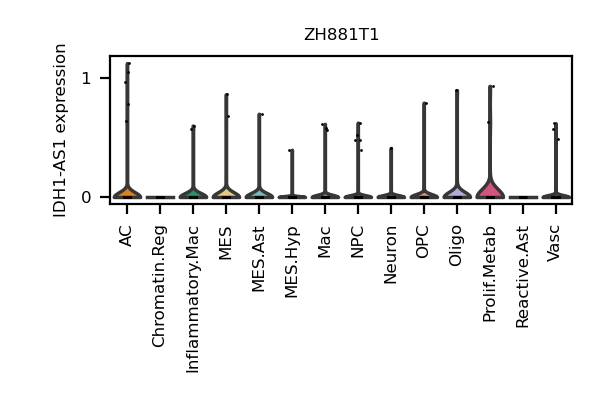 ZH881T1
IDH1-AS1 expression
1
0
AC
Chromatin.Reg
Inflammatory.Mac
MES
MES.Ast
MES.Hyp
Mac
NPC
Neuron
OPC
Oligo
Prolif.Metab
Reactive.Ast
Vasc